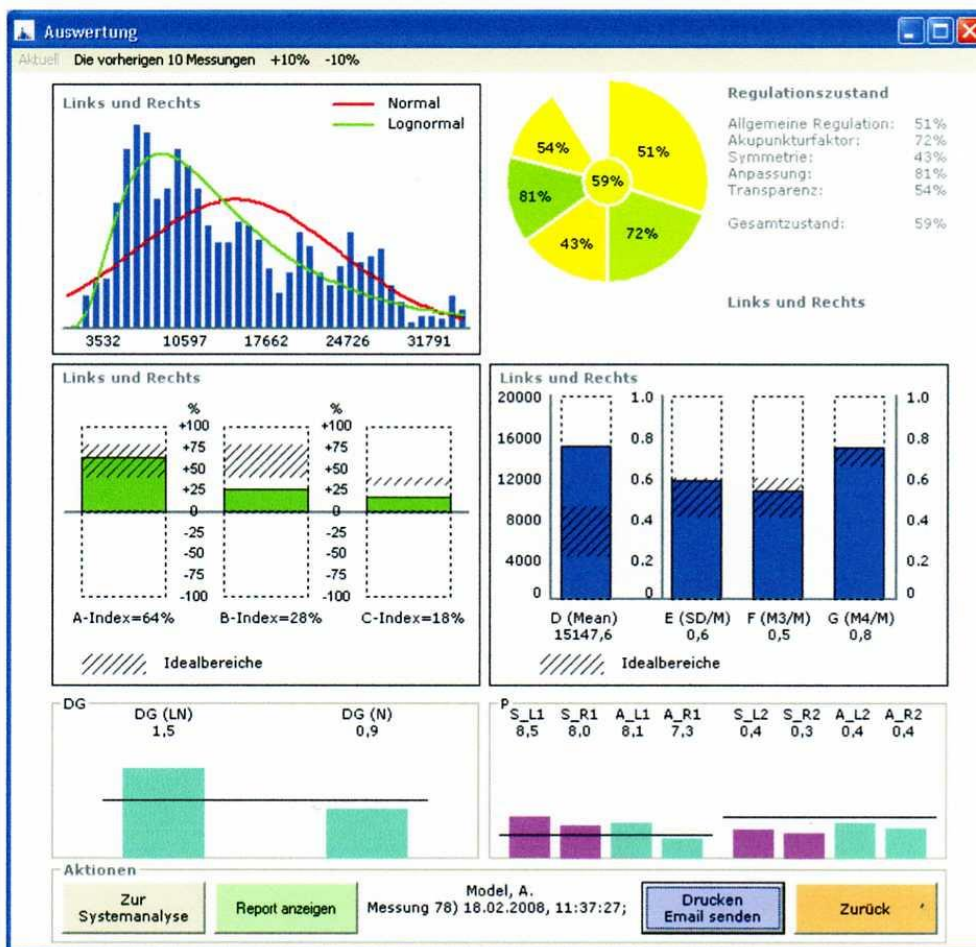 Auswertung
Aktuell Die vorherigen 10 Messungen +10% -10%
Links und Rechts
Normal
Lognormal
3532 10597 17662 24726 31791
54% 51%
59%
81%
43% 72%
Regulationszustand
Allgemeine Regulation: 51%
Akupunkturfaktor: 72%
Symmetrie: 43%
Anpassung: 81%
Transparenz: 54%
Gesamtzustand: 59%
Links und Rechts
Links und Rechts
% %
+100 +100
+75 +75
+50 +50
+25 +25
0 0
-25 -25
-50 -50
-75 -75
-100 -100
A-Index=64% B-Index=28% C-Index=18%
Idealbereiche
Links und Rechts
20000 1.0 1.0
16000 0.8 0.8
12000 0.6 0.6
8000 0.4 0.4
4000 0.2 0.2
0 0 0
D (Mean) E (SD/M) F (M3/M) G (M4/M)
15147,6 0,6 0,5 0,8
Idealbereiche
DG
DG (LN) DG (N)
1,5 0,9
P
S_L1 S_R1 A_L1 A_R1 S_L2 S_R2 A_L2 A_R2
8,5 8,0 8,1 7,3 0,4 0,3 0,4 0,4
Aktionen
Zur
Systemanalyse
Report anzeigen
Model, A.
Messung 78) 18.02.2008, 11:37:27;
Drucken
Email senden
Zurück